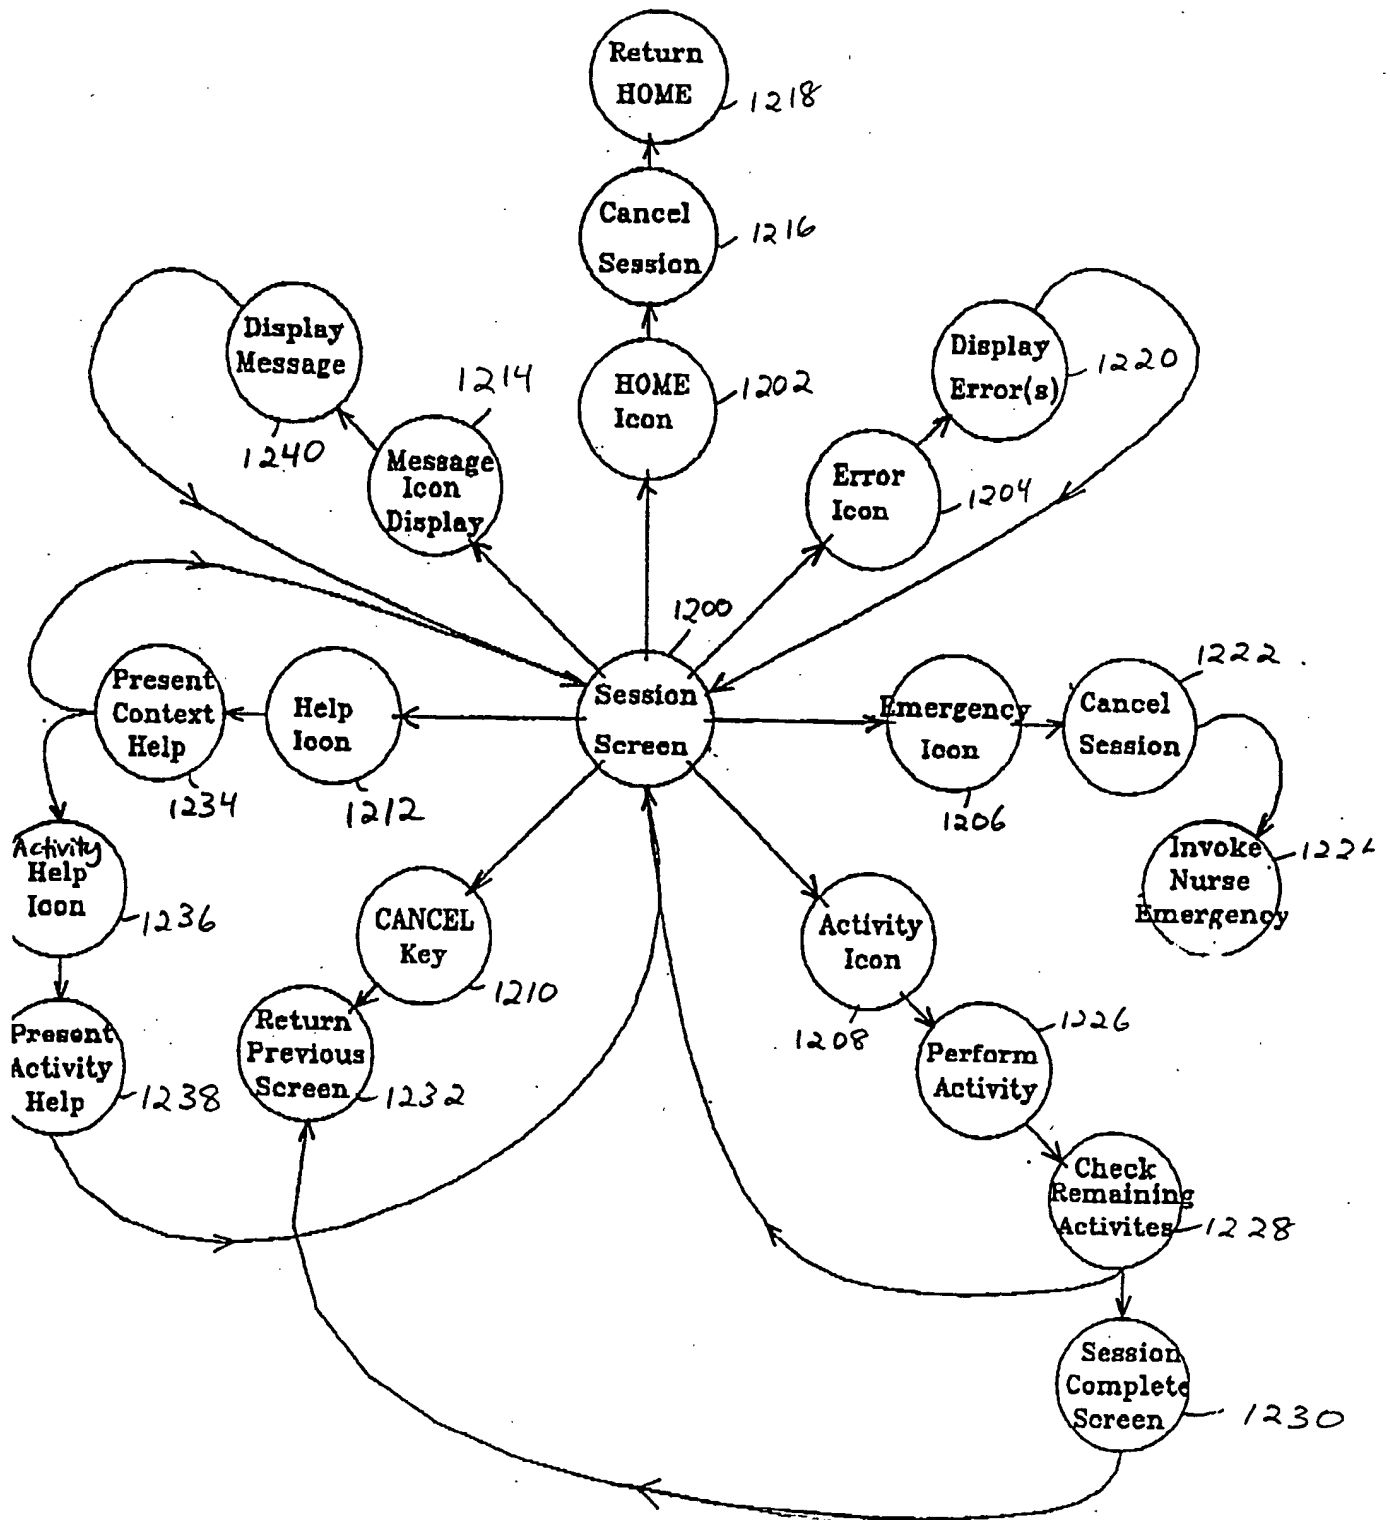 Return
HOME
1218
Cancel
Session
1216
HOME
Icon
1202
Display
Message
1240
1214
Message
Icon
Display
Display
Error(s)
1220
Error
Icon
1204
1200
Session
Screen
Present
Context
Help
1234
Help
Icon
1212
Emergency
Icon
1206
1222
Cancel
Session
Invoke
Nurse
Emergency
Activity
Help
Icon
1236
CANCEL
Key
1210
Activity
Icon
1208
Present
Activity
Help
1238
Return
Previous
Screen
1232
1226
Perform
Activity
Check
Remaining
Activites
1228
Session
Complete
Screen
1230